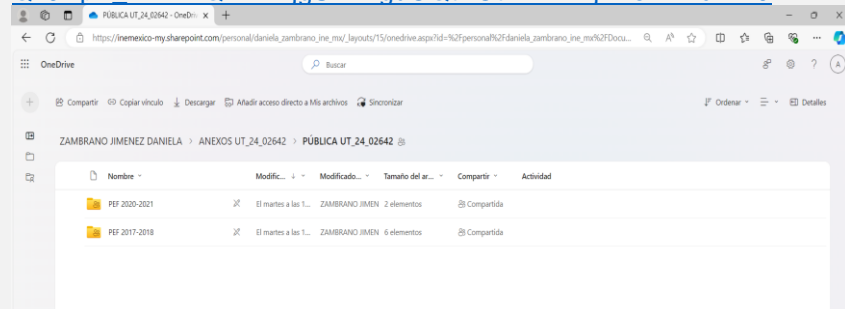 PÚBLICA UT_24_02642 - OneDri
https://inemexico-my.sharepoint.com/personal/daniela_zambrano_ine_mx/_layouts/15/onedrive.aspx?id=%2Fpersonal%2Fdaniela_zambrano_ine_mx%2FDocu...
OneDrive
Buscar
Compartir Copiar vínculo Descargar Añadir acceso directo a Mis archivos Sincronizar Ordenar Detalles
ZAMBRANO JIMENEZ DANIELA > ANEXOS UT_24_02642 > PÚBLICA UT_24_02642
Nombre Modific... Modificado... Tamaño del ar... Compartir Actividad
PEF 2020-2021 El martes a las 1... ZAMBRANO JIMEN 2 elementos Compartida
PEF 2017-2018 El martes a las 1... ZAMBRANO JIMEN 6 elementos Compartida